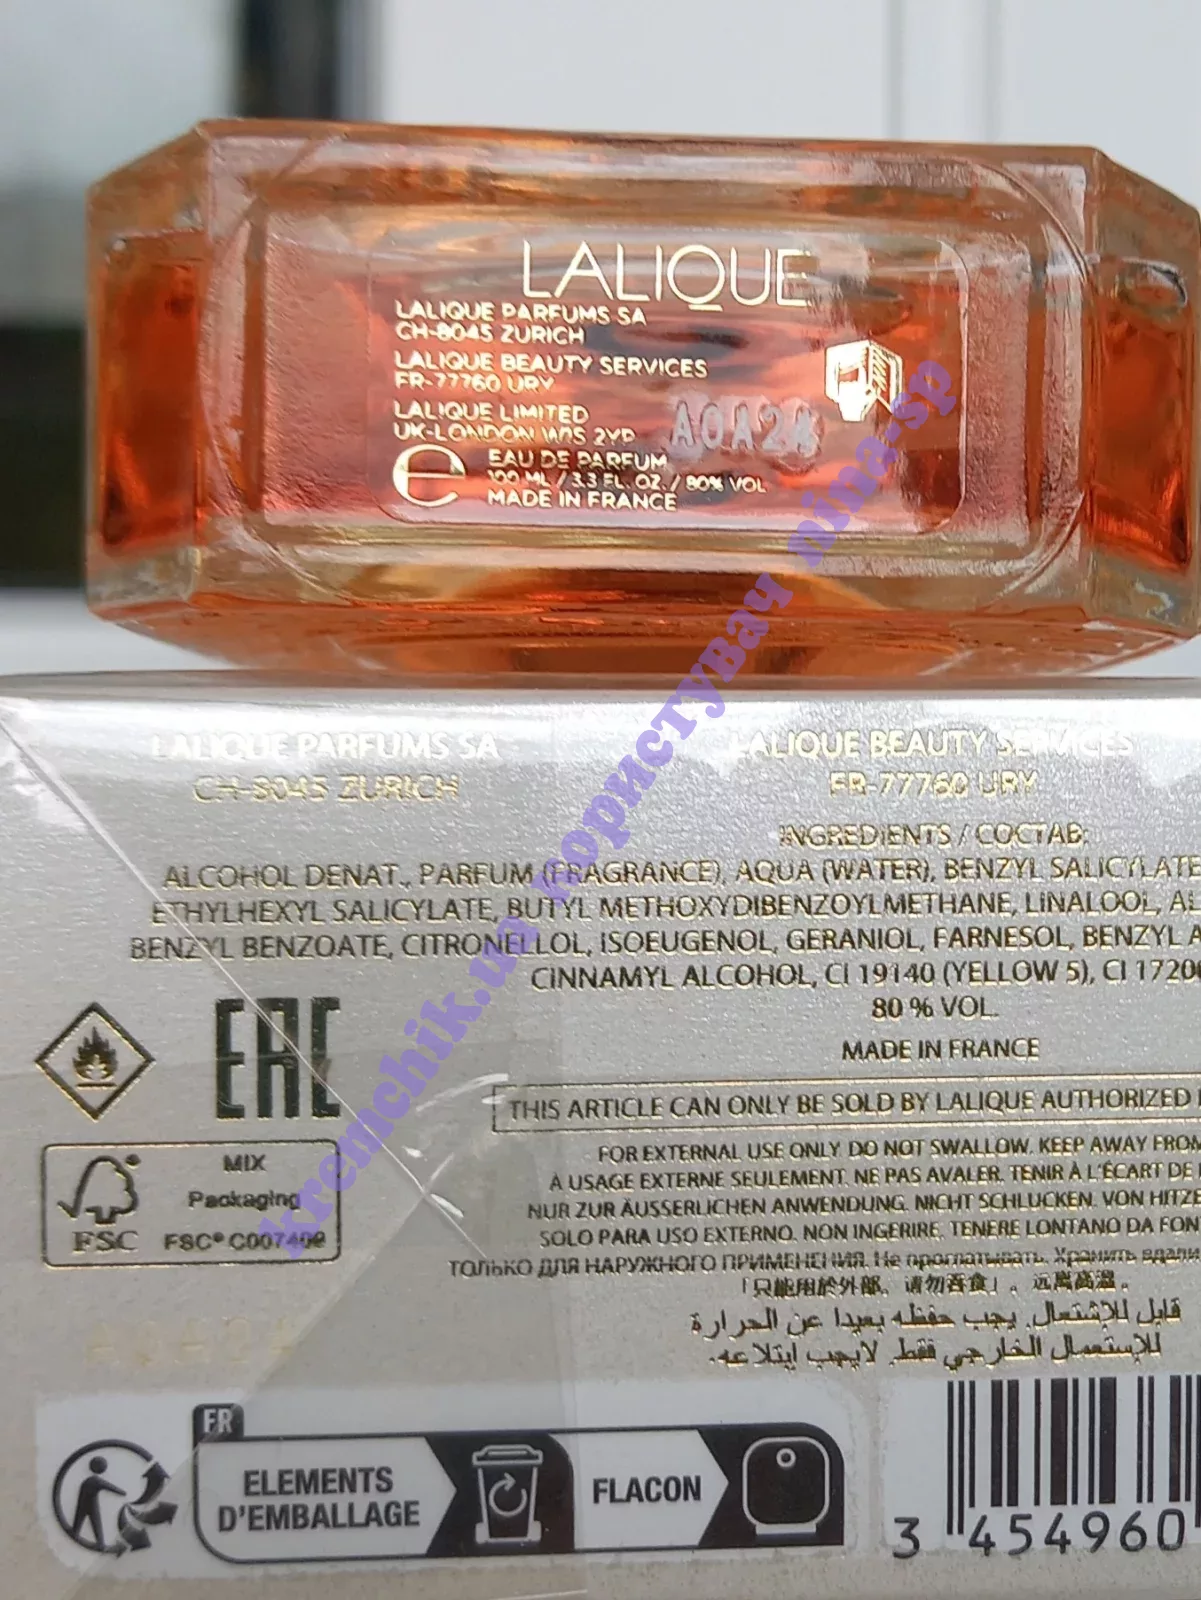 LALIQUE
LALIQUE PARFUMS SA
CH-8045 ZURICH
LALIQUE BEAUTY SERVICES
FR-77760 URY
LALIQUE LIMITED
UK-LONDON W1S 2YP
A0A24
EAU DE PARFUM
100 ML / 3.3 FL. OZ. / 80% VOL
MADE IN FRANCE
LALIQUE PARFUMS SA
CH-8045 ZURICH
LALIQUE BEAUTY SERVICES
FR-77760 URY
INGREDIENTS / СОСТАВ:
ALCOHOL DENAT., PARFUM (FRAGRANCE), AQUA (WATER), BENZYL SALICYLATE
ETHYLHEXYL SALICYLATE, BUTYL METHOXYDIBENZOYLMETHANE, LINALOOL, AL
BENZYL BENZOATE, CITRONELLOL, ISOEUGENOL, GERANIOL, FARNESOL, BENZYL A
CINNAMYL ALCOHOL, CI 19140 (YELLOW 5), CI 17200
80 % VOL.
MADE IN FRANCE
EAC
THIS ARTICLE CAN ONLY BE SOLD BY LALIQUE AUTHORIZED
MIX
Packaging
FSC
FSC® C007409
FOR EXTERNAL USE ONLY. DO NOT SWALLOW. KEEP AWAY FROM
À USAGE EXTERNE SEULEMENT. NE PAS AVALER. TENIR À L'ÉCART DE
NUR ZUR ÄUSSERLICHEN ANWENDUNG. NICHT SCHLUCKEN. VON HITZE
SOLO PARA USO EXTERNO. NON INGERIRE. TENERE LONTANO DA FON
ТОЛЬКО ДЛЯ НАРУЖНОГО ПРИМЕНЕНИЯ. Не проглатывать. Хранить вдали
「只能用於外部。请勿吞食」。远离高温。
قابل للإشتعال. يجب حفظه بعيدا عن الحرارة
للإستعمال الخارجي فقط. لايجب إبتلاعه.
FR
ELEMENTS
D'EMBALLAGE
FLACON
3 454960
kremchik.ua користувач nina-sp